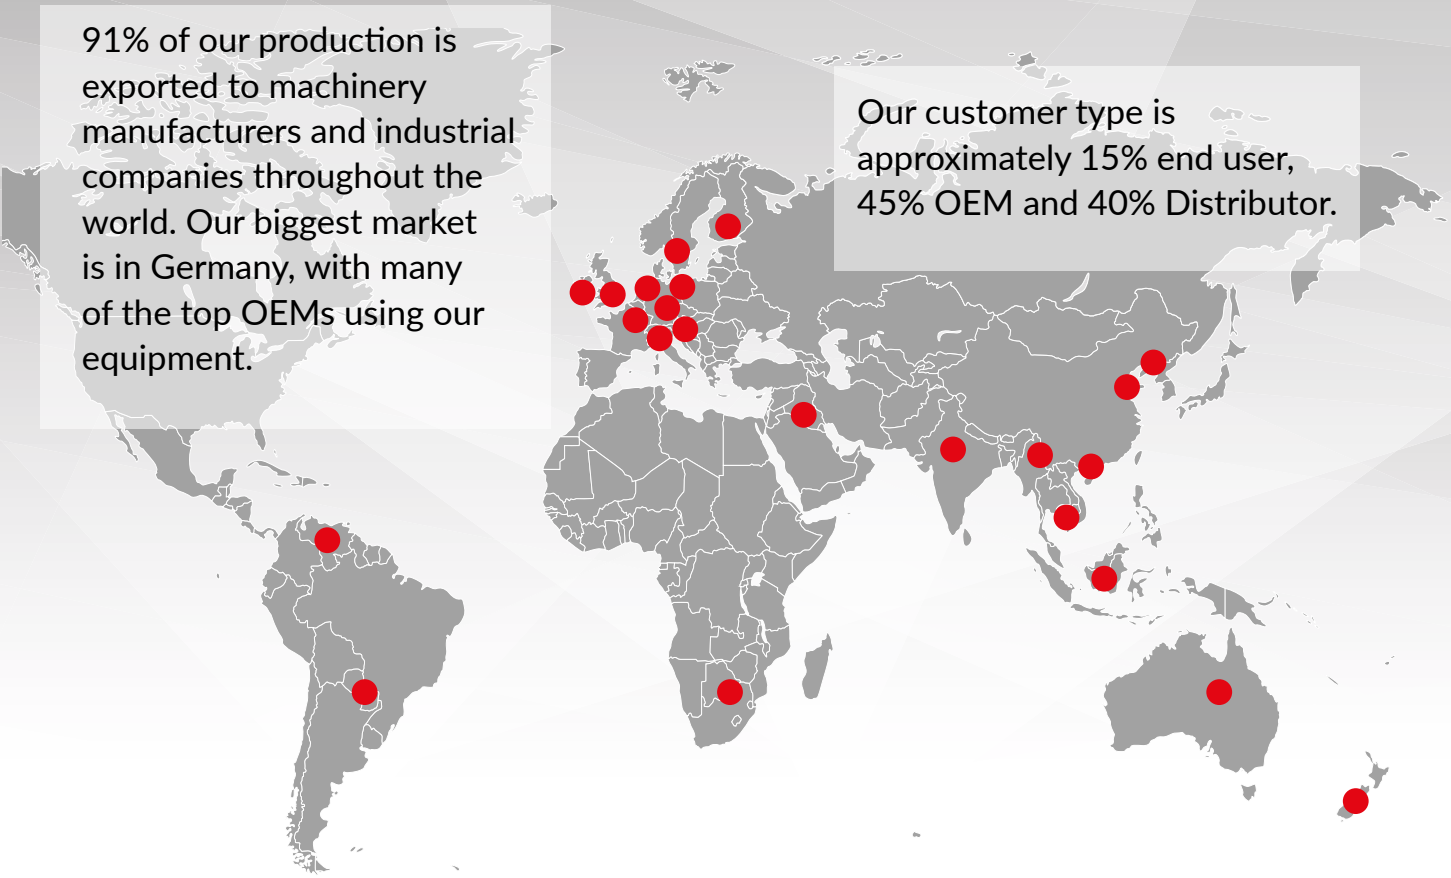 91% of our production is
exported to machinery
manufacturers and industrial
companies throughout the
world. Our biggest market
is in Germany, with many
of the top OEMs using our
equipment.
Our customer type is
approximately 15% end user,
45% OEM and 40% Distributor.